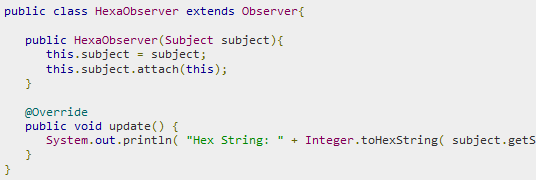 public class HexaObserver extends Observer{
public HexaObserver(Subject subject){
this.subject = subject;
this.subject.attach(this);
}
@Override
public void update() {
System.out.println( "Hex String: " + Integer.toHexString( subject.getS
}
}